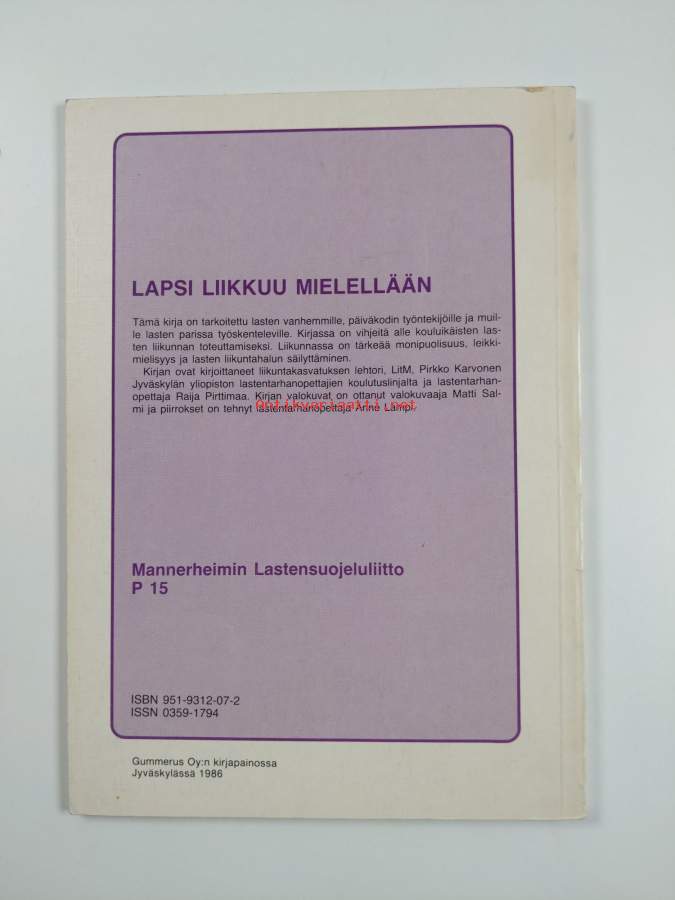 LAPSI LIIKKUU MIELELLÄÄN
Tämä kirja on tarkoitettu lasten vanhemmille, päiväkodin työntekijöille ja muil-
le lasten parissa työskenteleville. Kirjassa on vihjeitä alle kouluikäisten las-
ten liikunnan toteuttamiseksi. Liikunnassa on tärkeää monipuolisuus, leikki-
mielisyys ja lasten liikuntahalun säilyttäminen.
Kirjan ovat kirjoittaneet liikuntakasvatuksen lehtori, LitM, Pirkko Karvonen
Jyväskylän yliopiston lastentarhanopettajien koulutuslinjalta ja lastentarhan-
opettaja Raija Pirttimaa. Kirjan valokuvat on ottanut valokuvaaja Matti Sal-
mi ja piirrokset on tehnyt lastentarhanopettaja Anne Lampi.
Antikvariaatti.net
Mannerheimin Lastensuojeluliitto
P 15
ISBN 951-9312-07-2
ISSN 0359-1794
Gummerus Oy:n kirjapainossa
Jyväskylässä 1986